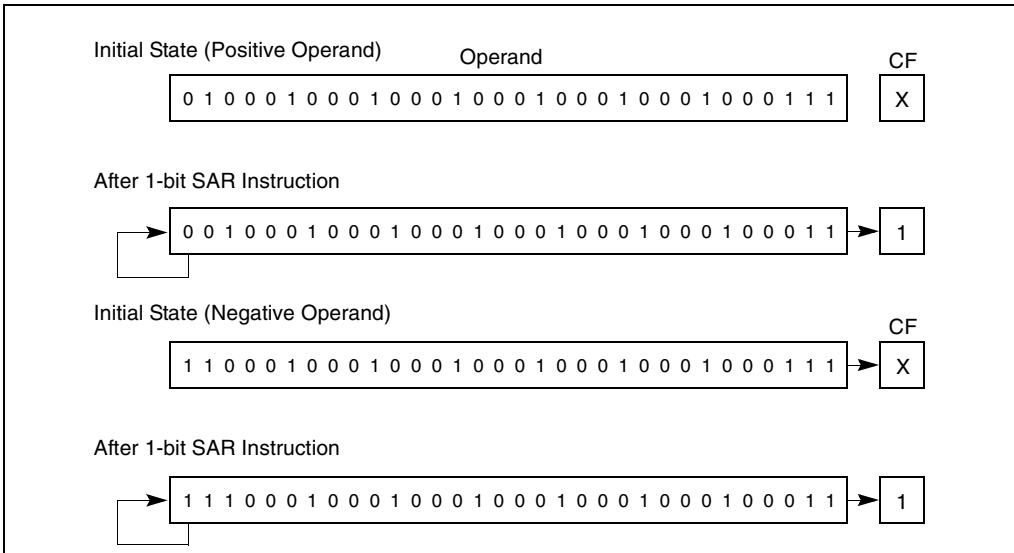 Initial State (Positive Operand)
Operand
CF
0 1 0 0 0 1 0 0 0 1 0 0 0 1 0 0 0 1 0 0 0 1 0 0 0 1 0 0 0 1 1 1 X
After 1-bit SAR Instruction
0 0 1 0 0 0 1 0 0 0 1 0 0 0 1 0 0 0 1 0 0 0 1 0 0 0 1 0 0 0 1 1 1
Initial State (Negative Operand)
CF
1 1 0 0 0 1 0 0 0 1 0 0 0 1 0 0 0 1 0 0 0 1 0 0 0 1 0 0 0 1 1 1 X
After 1-bit SAR Instruction
1 1 1 0 0 0 1 0 0 0 1 0 0 0 1 0 0 0 1 0 0 0 1 0 0 0 1 0 0 0 1 1 1